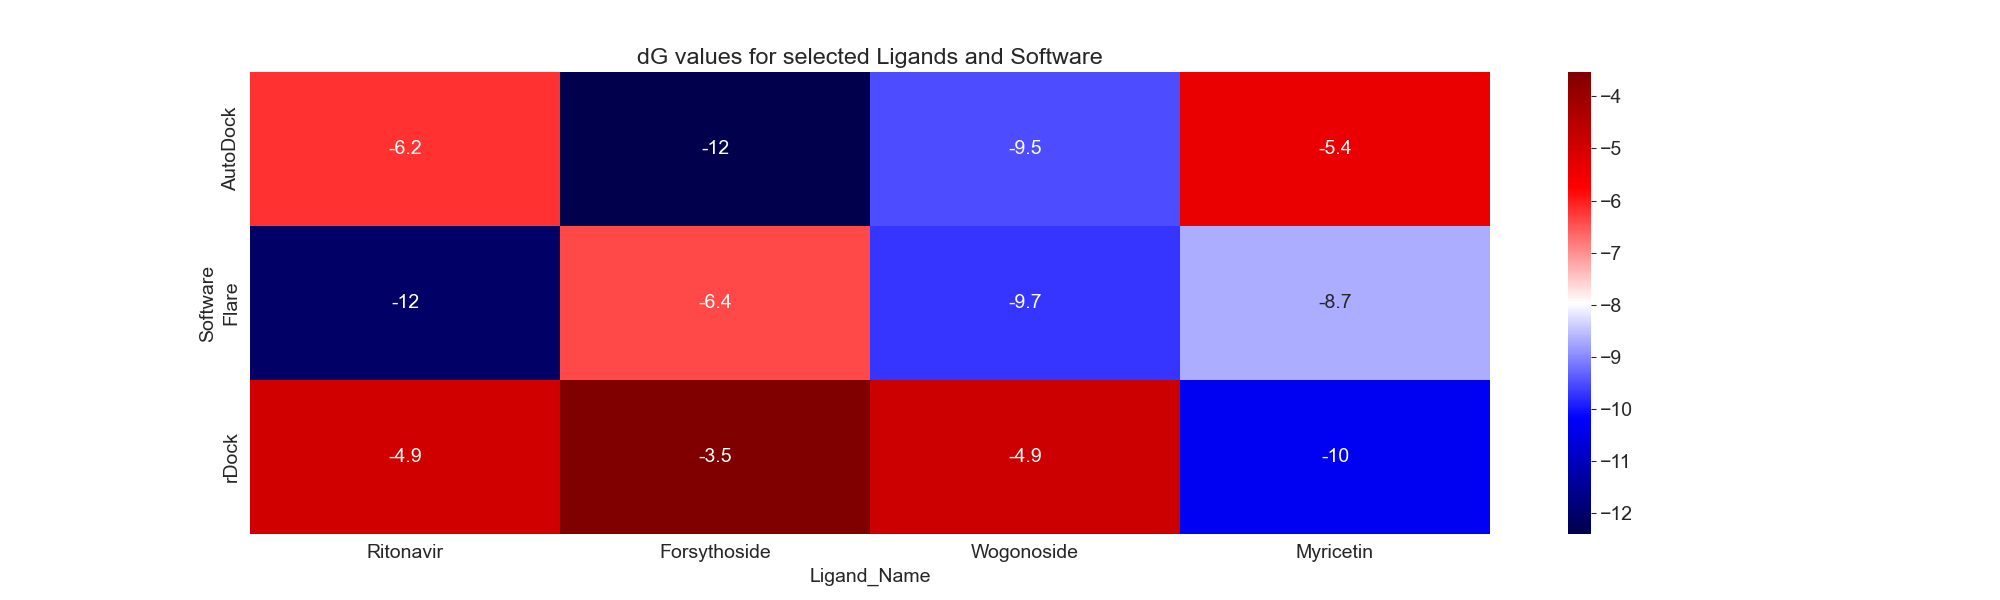 dG values for selected Ligands and Software
AutoDock
-6.2 -12 -9.5 -5.4
Software
Flare
-12 -6.4 -9.7 -8.7
rDock
-4.9 -3.5 -4.9 -10
Ritonavir Forsythoside Wogonoside Myricetin
Ligand_Name
−4
−5
−6
−7
−8
−9
−10
−11
−12